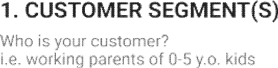 1. CUSTOMER SEGMENT(S)
Who is your customer?
i.e. working parents of 0-5 y.o. kids